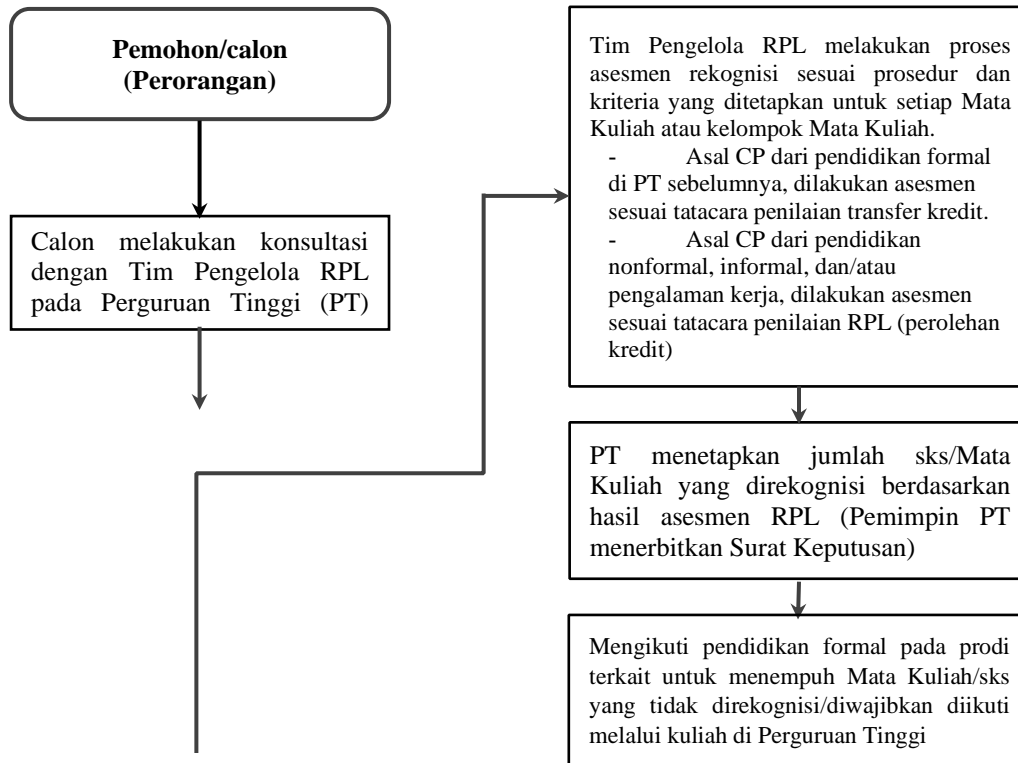 Pemohon/calon
(Perorangan)
Calon melakukan konsultasi
dengan Tim Pengelola RPL
pada Perguruan Tinggi (PT)
Tim Pengelola RPL melakukan proses
asesmen rekognisi sesuai prosedur dan
kriteria yang ditetapkan untuk setiap Mata
Kuliah atau kelompok Mata Kuliah.
- Asal CP dari pendidikan formal
di PT sebelumnya, dilakukan asesmen
sesuai tatacara penilaian transfer kredit.
- Asal CP dari pendidikan
nonformal, informal, dan/atau
pengalaman kerja, dilakukan asesmen
sesuai tatacara penilaian RPL (perolehan
kredit)
PT menetapkan jumlah sks/Mata
Kuliah yang direkognisi berdasarkan
hasil asesmen RPL (Pemimpin PT
menerbitkan Surat Keputusan)
Mengikuti pendidikan formal pada prodi
terkait untuk menempuh Mata Kuliah/sks
yang tidak direkognisi/diwajibkan diikuti
melalui kuliah di Perguruan Tinggi